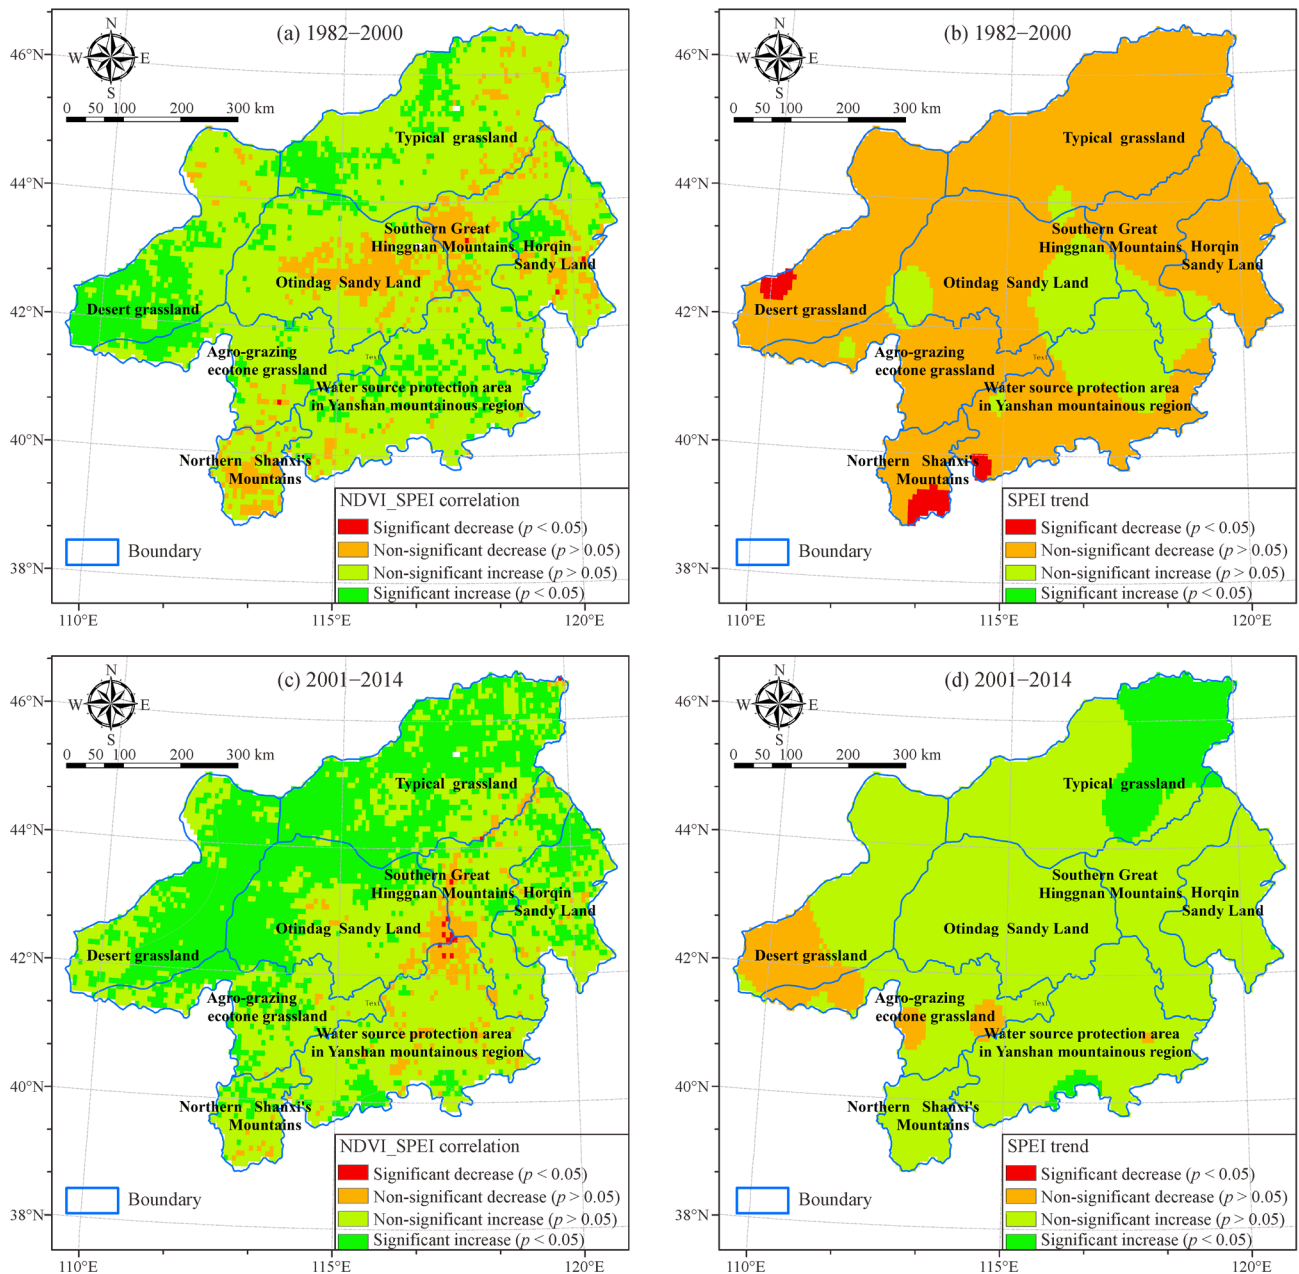 (a) 1982−2000
N
W E
S
0 50 100 200 300 km
46°N
44°N
42°N
40°N
38°N
Typical grassland
Southern Great
Hinggnan Mountains
Horqin
Sandy Land
Otindag Sandy Land
Desert grassland
Agro-grazing
ecotone grassland
Text
Water source protection area
in Yanshan mountainous region
Northern Shanxi's
Mountains
NDVI_SPEI correlation
Significant decrease (p < 0.05)
Non-significant decrease (p > 0.05)
Non-significant increase (p > 0.05)
Significant increase (p < 0.05)
Boundary
110°E 115°E 120°E
(b) 1982−2000
N
W E
S
0 50 100 200 300 km
46°N
44°N
42°N
40°N
38°N
Typical grassland
Southern Great
Hinggnan Mountains
Horqin
Sandy Land
Otindag Sandy Land
Desert grassland
Agro-grazing
ecotone grassland
Text
Water source protection area
in Yanshan mountainous region
Northern Shanxi's
Mountains
SPEI trend
Significant decrease (p < 0.05)
Non-significant decrease (p > 0.05)
Non-significant increase (p > 0.05)
Significant increase (p < 0.05)
Boundary
110°E 115°E 120°E
(c) 2001−2014
N
W E
S
0 50 100 200 300 km
46°N
44°N
42°N
40°N
38°N
Typical grassland
Southern Great
Hinggnan Mountains
Horqin
Sandy Land
Otindag Sandy Land
Desert grassland
Agro-grazing
ecotone grassland
Text
Water source protection area
in Yanshan mountainous region
Northern Shanxi's
Mountains
NDVI_SPEI correlation
Significant decrease (p < 0.05)
Non-significant decrease (p > 0.05)
Non-significant increase (p > 0.05)
Significant increase (p < 0.05)
Boundary
110°E 115°E 120°E
(d) 2001−2014
N
W E
S
0 50 100 200 300 km
46°N
44°N
42°N
40°N
38°N
Typical grassland
Southern Great
Hinggnan Mountains
Horqin
Sandy Land
Otindag Sandy Land
Desert grassland
Agro-grazing
ecotone grassland
Text
Water source protection area
in Yanshan mountainous region
Northern Shanxi's
Mountains
SPEI trend
Significant decrease (p < 0.05)
Non-significant decrease (p > 0.05)
Non-significant increase (p > 0.05)
Significant increase (p < 0.05)
Boundary
110°E 115°E 120°E